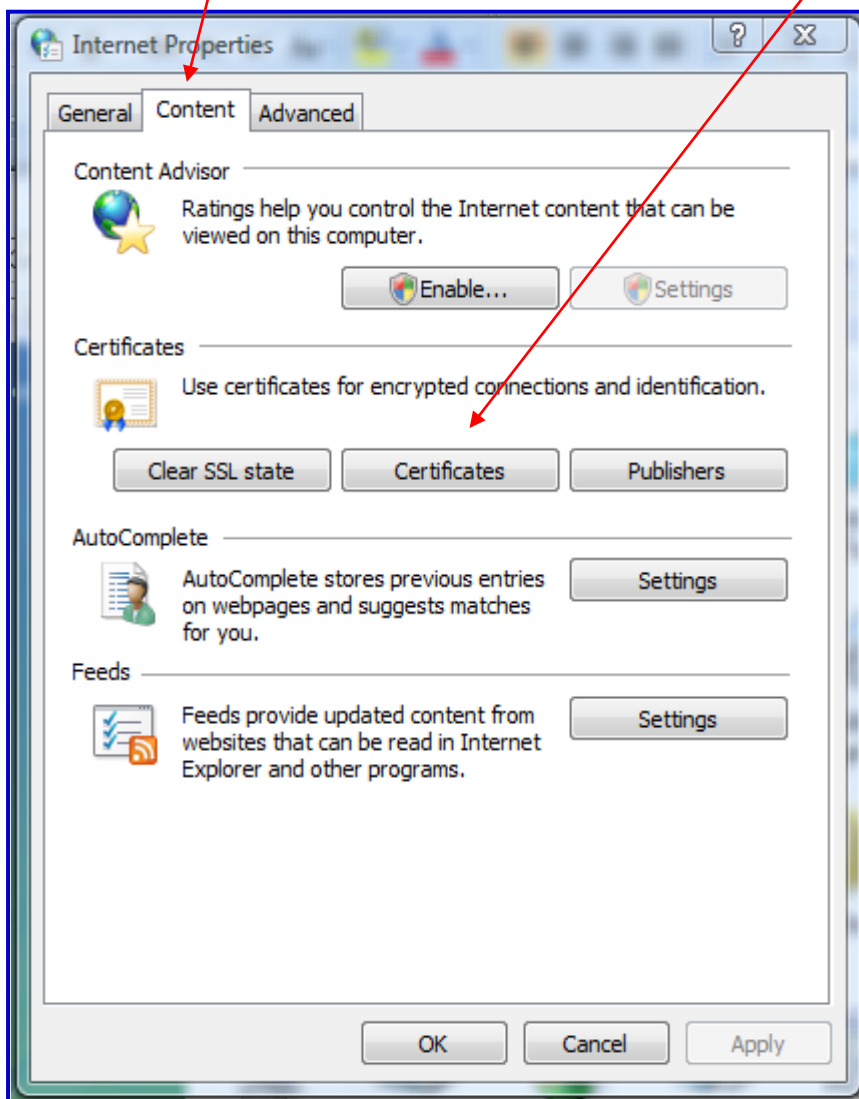 Internet Properties
General Content Advanced
Content Advisor
Ratings help you control the Internet content that can be
viewed on this computer.
Enable... Settings
Certificates
Use certificates for encrypted connections and identification.
Clear SSL state Certificates Publishers
AutoComplete
AutoComplete stores previous entries
on webpages and suggests matches
for you.
Settings
Feeds
Feeds provide updated content from
websites that can be read in Internet
Explorer and other programs.
Settings
OK Cancel Apply